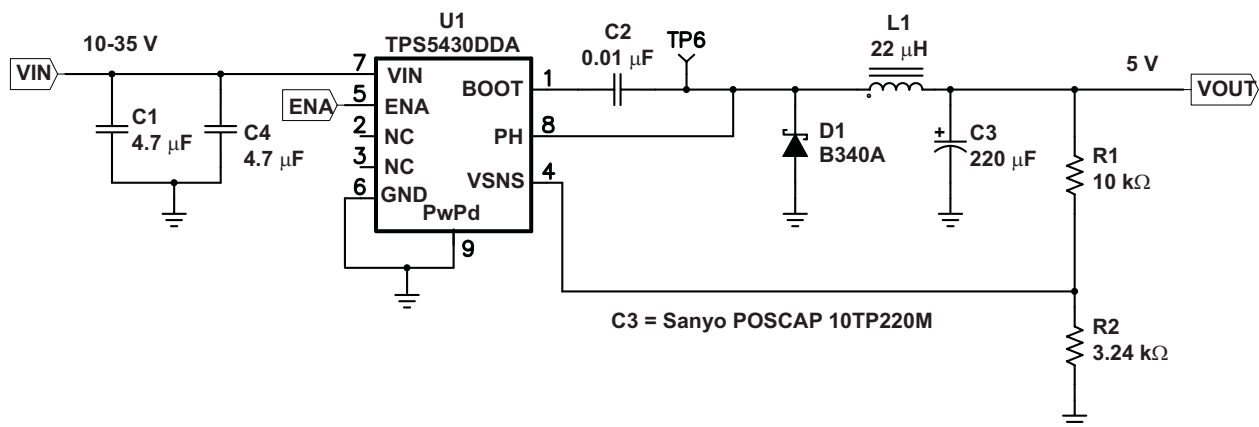 U1
TPS5430DDA
10-35 V
VIN
C1
4.7 μF
C4
4.7 μF
ENA
7
5
2
3
6
VIN
ENA
NC
NC
GND
BOOT
PH
VSNS
PwPd
1
8
4
9
C2
0.01 μF
TP6
D1
B340A
L1
22 μH
C3
220 μF
5 V
VOUT
R1
10 kΩ
R2
3.24 kΩ
C3 = Sanyo POSCAP 10TP220M